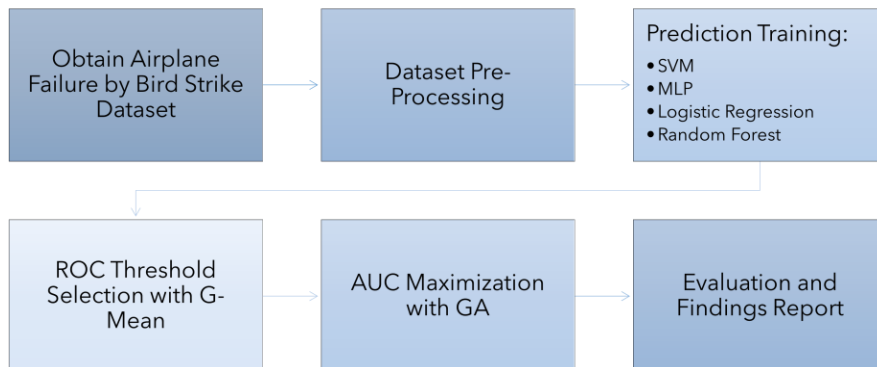 Obtain Airplane
Failure by Bird Strike
Dataset
Dataset Pre-
Processing
Prediction Training:
• SVM
• MLP
• Logistic Regression
• Random Forest
ROC Threshold
Selection with G-
Mean
AUC Maximization
with GA
Evaluation and
Findings Report